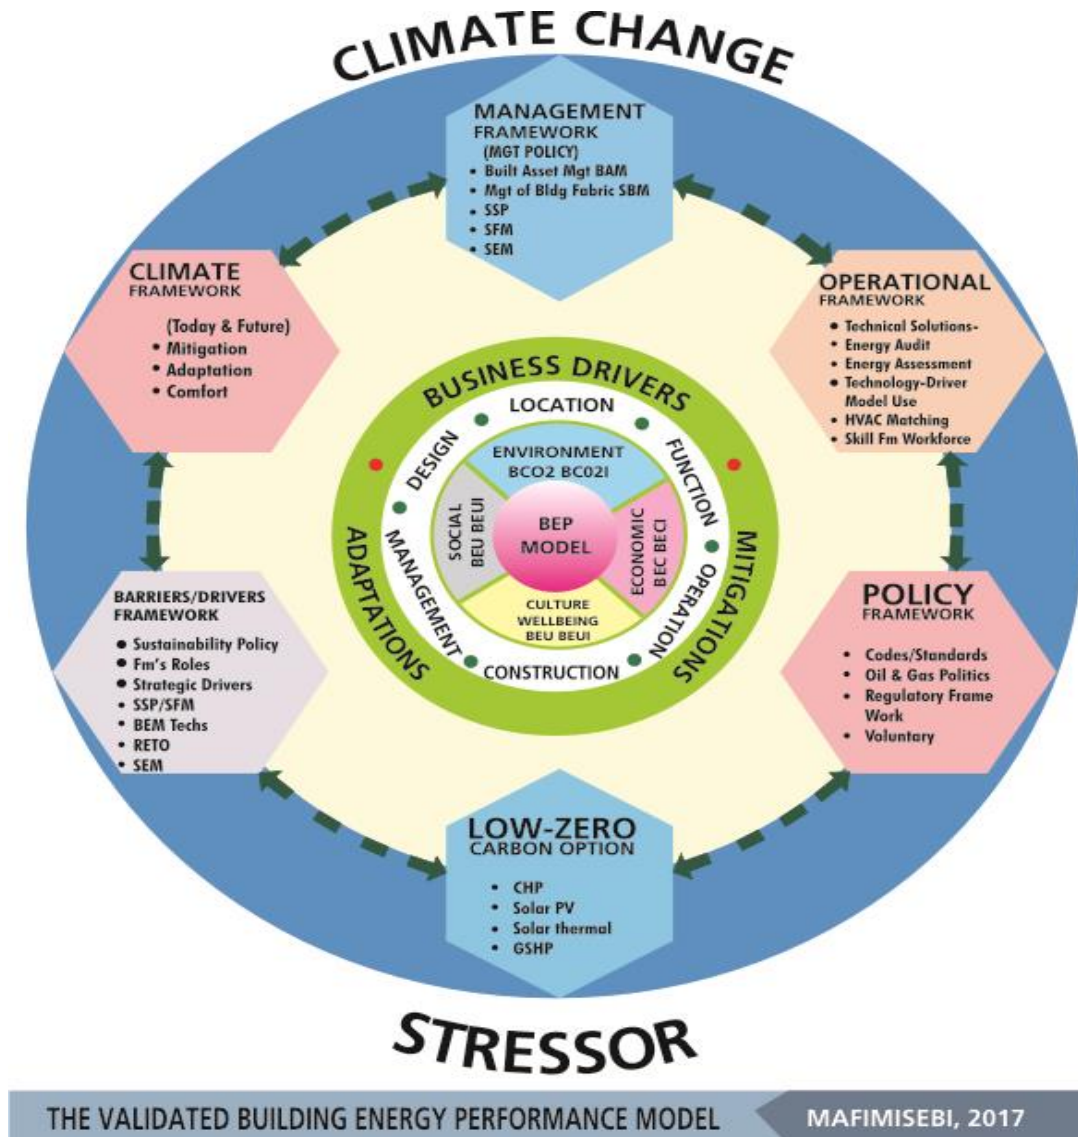 CLIMATE CHANGE
MANAGEMENT
FRAMEWORK
(MGT POLICY)
• Built Asset Mgt BAM
• Mgt of Bldg Fabric SBM
• SSP
• SFM
• SEM
CLIMATE
FRAMEWORK
(Today & Future)
• Mitigation
• Adaptation
• Comfort
OPERATIONAL
FRAMEWORK
• Technical Solutions-
• Energy Audit
• Energy Assessment
• Technology-Driver
Model Use
• HVAC Matching
• Skill Fm Workforce
BUSINESS DRIVERS
MITIGATIONS
ADAPTATIONS
LOCATION
FUNCTION
OPERATION
CONSTRUCTION
MANAGEMENT
DESIGN
ENVIRONMENT
BCO2 BC02I
ECONOMIC
BEC BECI
CULTURE
WELLBEING
BEU BEUI
SOCIAL
BEU BEUI
BEP
MODEL
BARRIERS/DRIVERS
FRAMEWORK
• Sustainability Policy
• Fm's Roles
• Strategic Drivers
• SSP/SFM
• BEM Techs
• RETO
• SEM
POLICY
FRAMEWORK
• Codes/Standards
• Oil & Gas Politics
• Regulatory Frame
Work
• Voluntary
LOW-ZERO
CARBON OPTION
• CHP
• Solar PV
• Solar thermal
• GSHP
STRESSOR
THE VALIDATED BUILDING ENERGY PERFORMANCE MODEL
MAFIMISEBI, 2017